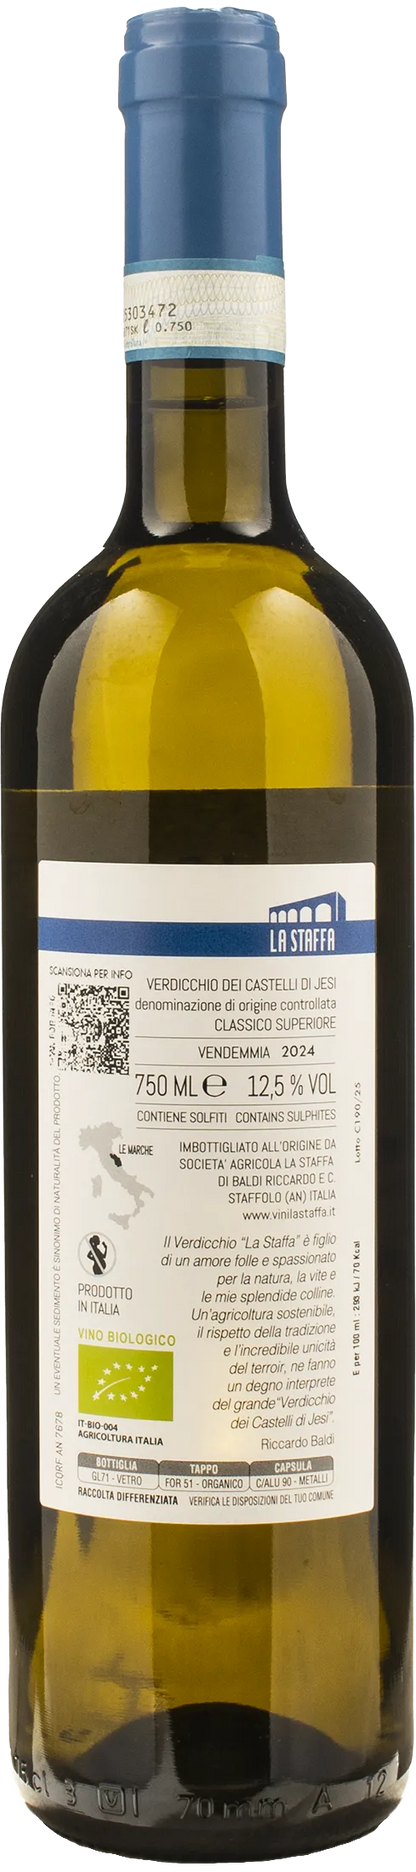 5303472
0.750
LA STAFFA
SCANSIONA PER INFO
VERDICCHIO DEI CASTELLI DI JESI
denominazione di origine controllata
CLASSICO SUPERIORE
VENDEMMIA 2024
750 ML e 12,5 % VOL
CONTIENE SOLFITI CONTAINS SULPHITES
LE MARCHE
IMBOTTIGLIATO ALL'ORIGINE DA
SOCIETA' AGRICOLA LA STAFFA
DI BALDI RICCARDO E C.
STAFFOLO (AN) ITALIA
www.vinilastaffa.it
Il Verdicchio "La Staffa" è figlio
di un amore folle e spassionato
per la natura, la vite e
le mie splendide colline.
Un'agricoltura sostenibile,
il rispetto della tradizione
e l'incredibile unicità
del terroir, ne fanno
un degno interprete
del grande"Verdicchio
dei Castelli di Jesi".
Riccardo Baldi
PRODOTTO
IN ITALIA
VINO BIOLOGICO
IT-BIO-004
AGRICOLTURA ITALIA
BOTTIGLIA TAPPO CAPSULA
GL71 - VETRO FOR 51 - ORGANICO C/ALU 90 - METALLI
RACCOLTA DIFFERENZIATA VERIFICA LE DISPOSIZIONI DEL TUO COMUNE
ICQRF AN 7678 UN EVENTUALE SEDIMENTO È SINONIMO DI NATURALITÀ DEL PRODOTTO
Lotto C190/25
E per 100 ml : 293 kJ / 70 Kcal
75cl 3 70 mm A 12